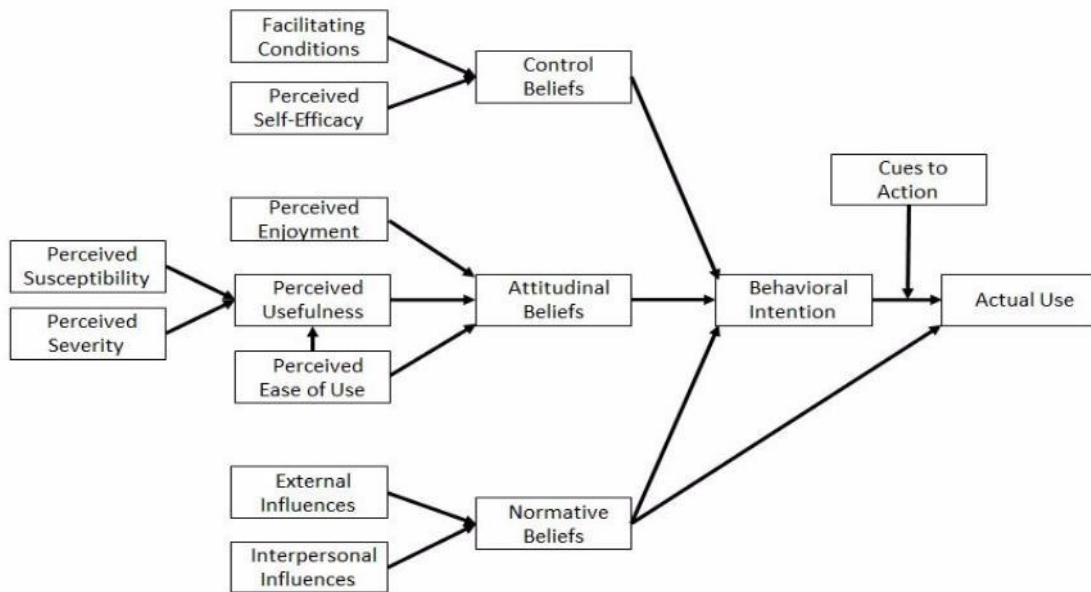 Facilitating
Conditions
Perceived
Self-Efficacy
Control
Beliefs
Cues to
Action
Perceived
Enjoyment
Perceived
Susceptibility
Perceived
Severity
Perceived
Usefulness
Perceived
Ease of Use
Attitudinal
Beliefs
Behavioral
Intention
Actual Use
External
Influences
Interpersonal
Influences
Normative
Beliefs